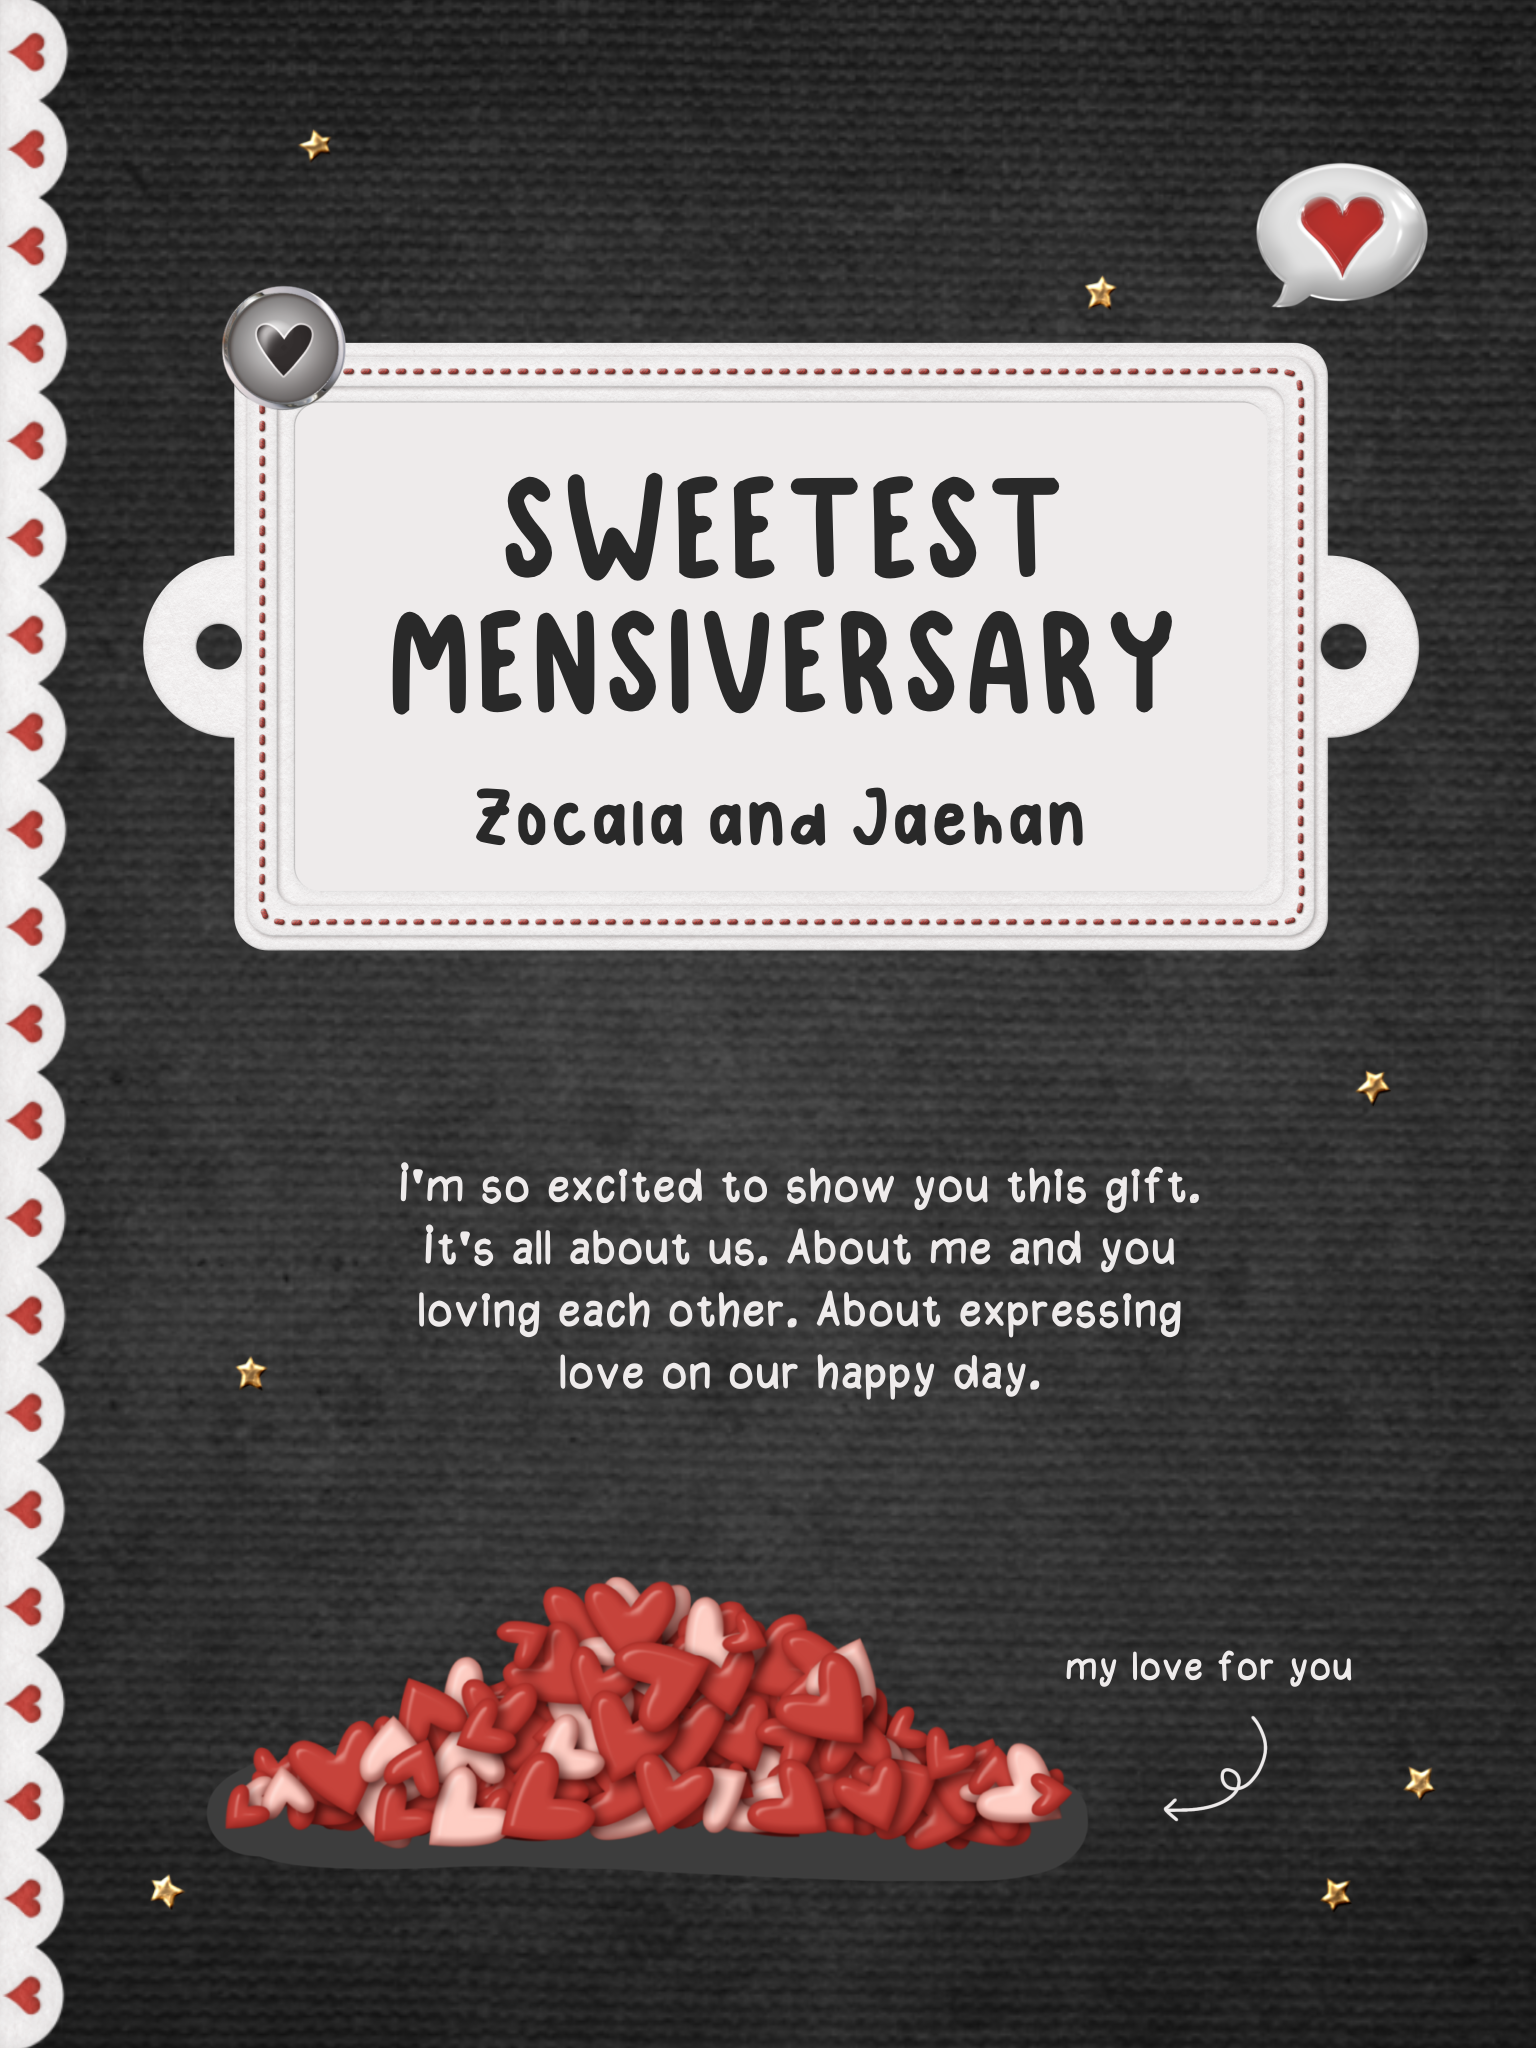 SWEETEST
MENSIVERSARY
Zocala and Jaehan
I'm so excited to show you this gift.
It's all about us. About me and you
loving each other. About expressing
love on our happy day.
my love for you